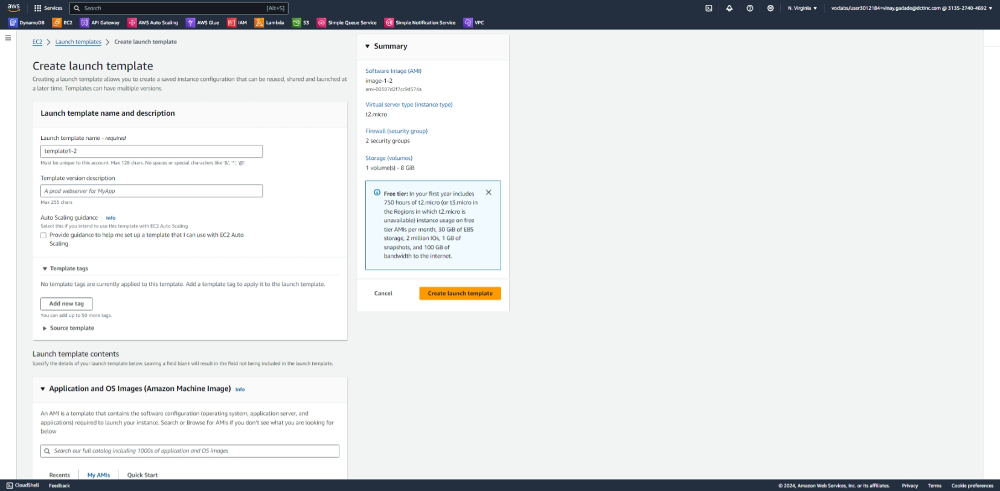 aws
Services
Search
[Alt+S]
N. Virginia ▼
voclabs/user3012184=vinay.gadade@dctinc.com @ 3135-2740-4692 ▼
DynamoDB
EC2
API Gateway
AWS Auto Scaling
AWS Glue
IAM
Lambda
S3
Simple Queue Service
Simple Notification Service
VPC
EC2 > Launch templates > Create launch template
Create launch template
Creating a launch template allows you to create a saved instance configuration that can be reused, shared and launched at
a later time. Templates can have multiple versions.
Launch template name and description
Launch template name - required
template1-2
Must be unique to this account. Max 128 chars. No spaces or special characters like '&', '*', '@'.
Template version description
A prod webserver for MyApp
Max 255 chars
Auto Scaling guidance
Info
Select this if you intend to use this template with EC2 Auto Scaling
Provide guidance to help me set up a template that I can use with EC2 Auto
Scaling
▼ Template tags
No template tags are currently applied to this template. Add a template tag to apply it to the launch template.
Add new tag
You can add up to 50 more tags.
▶ Source template
Launch template contents
Specify the details of your launch template below. Leaving a field blank will result in the field not being included in the launch template.
▼ Application and OS Images (Amazon Machine Image) Info
An AMI is a template that contains the software configuration (operating system, application server, and
applications) required to launch your instance. Search or Browse for AMIs if you don't see what you are looking for
below
Search our full catalog including 1000s of application and OS images
Recents
My AMIs
Quick Start
▼ Summary
Software Image (AMI)
image-1-2
ami-00387d2f7cc9d574a
Virtual server type (instance type)
t2.micro
Firewall (security group)
2 security groups
Storage (volumes)
1 volume(s) - 8 GiB
Free tier: In your first year includes
750 hours of t2.micro (or t3.micro in
the Regions in which t2.micro is
unavailable) instance usage on free
tier AMIs per month, 30 GiB of EBS
storage, 2 million IOs, 1 GB of
snapshots, and 100 GB of
bandwidth to the internet.
Cancel
Create launch template
CloudShell
Feedback
© 2024, Amazon Web Services, Inc. or its affiliates.
Privacy
Terms
Cookie preferences